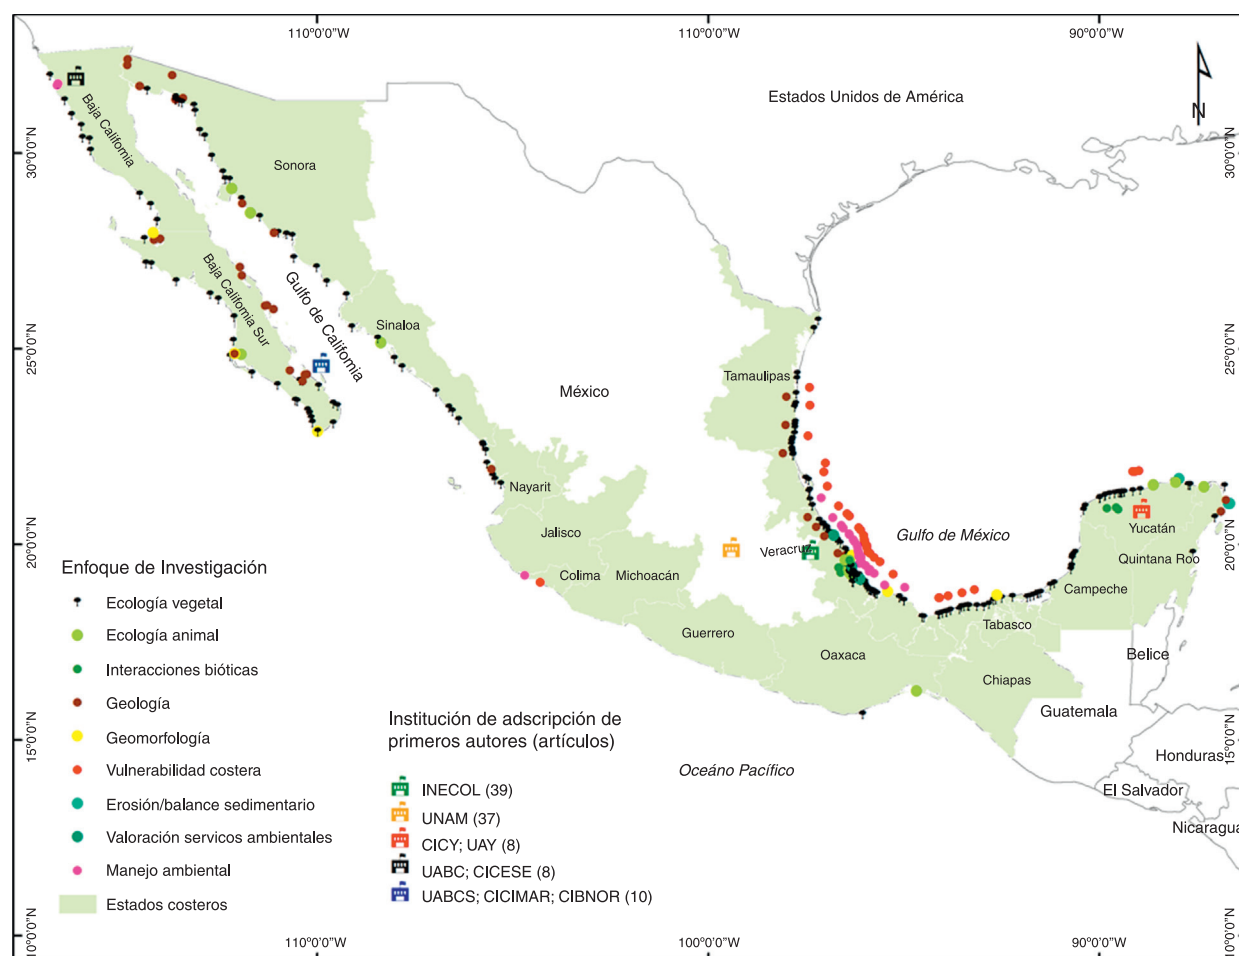 110°0'0"W
110°0'0"W
90°0'0"W
Estados Unidos de América
N
30°0'0"N
30°0'0"N
Baja California
Sonora
Baja California Sur
Gulfo de California
Sinaloa
25°0'0"N
25°0'0"N
Tamaulipas
México
Nayarit
Jalisco
Colima
Michoacán
Veracruz
Gulfo de México
Yucatán
Quintana Roo
Campeche
20°0'0"N
20°0'0"N
Guerrero
Oaxaca
Tabasco
Chiapas
Belice
Guatemala
Honduras
El Salvador
Nicaragua
Oceáno Pacífico
15°0'0"N
15°0'0"N
Enfoque de Investigación
Ecología vegetal
Ecología animal
Interacciones bióticas
Geología
Geomorfología
Vulnerabilidad costera
Erosión/balance sedimentario
Valoración servicos ambientales
Manejo ambiental
Estados costeros
Institución de adscripción de
primeros autores (artículos)
INECOL (39)
UNAM (37)
CICY; UAY (8)
UABC; CICESE (8)
UABCS; CICIMAR; CIBNOR (10)
10°0'0"N
10°0'0"N
110°0'0"W
100°0'0"W
90°0'0"W